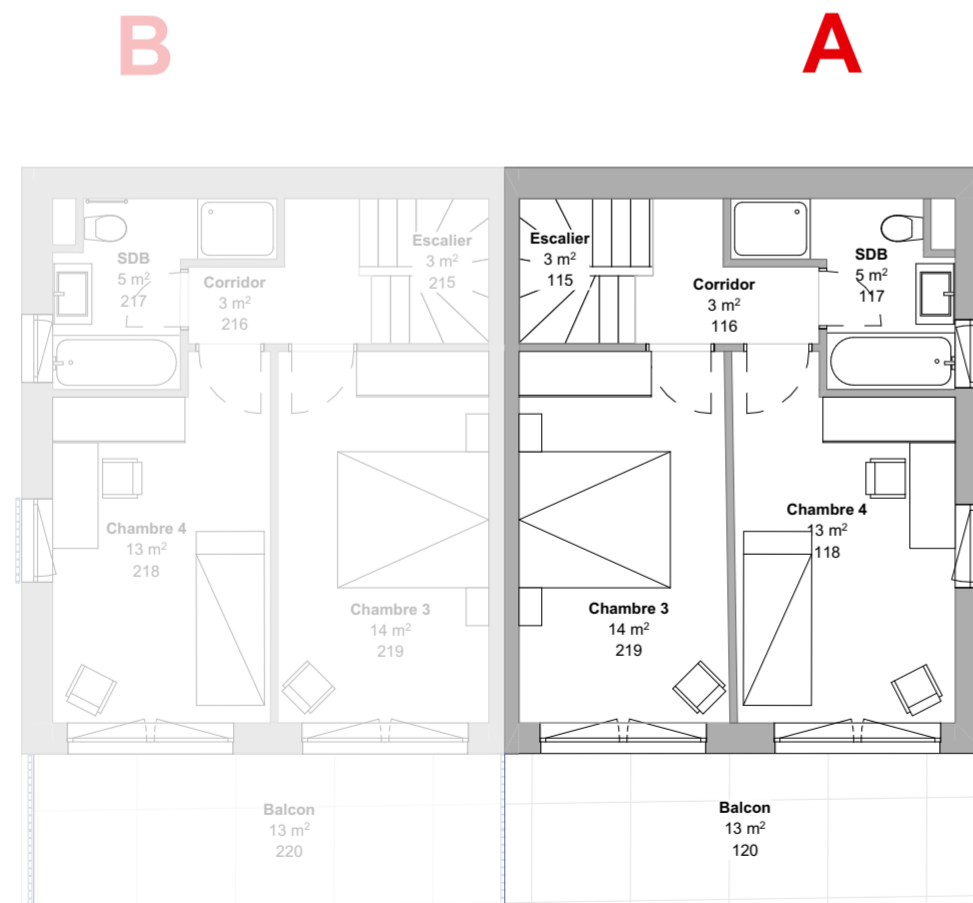 B
A
SDB
5 m²
217
Corridor
3 m²
216
Escalier
3 m²
215
Escalier
3 m²
115
Corridor
3 m²
116
SDB
5 m²
117
Chambre 4
13 m²
218
Chambre 3
14 m²
219
Chambre 3
14 m²
219
Chambre 4
13 m²
118
Balcon
13 m²
220
Balcon
13 m²
120